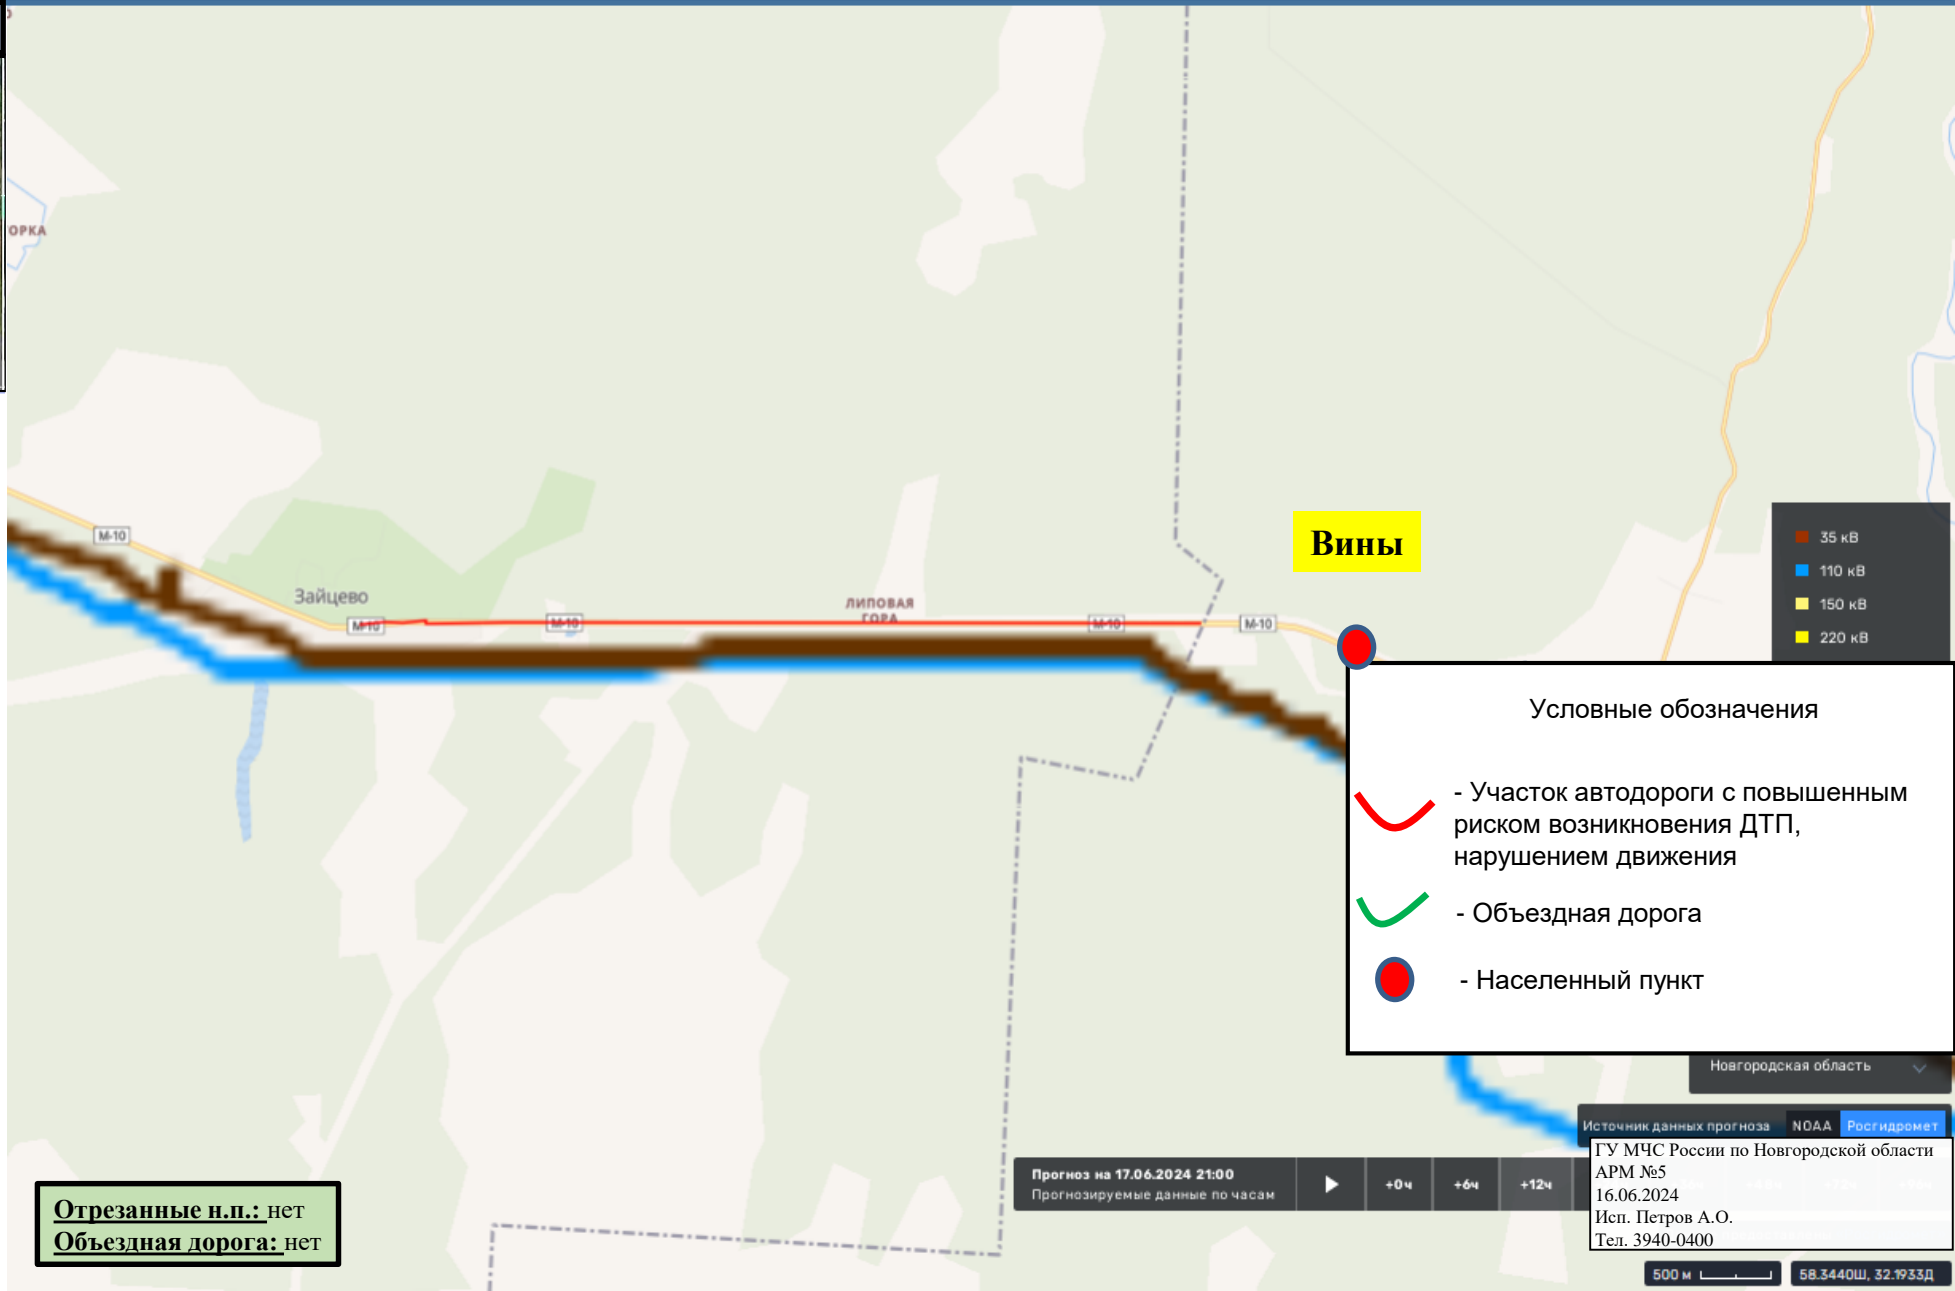 ОРКА
М-10
Зайцево
М-10
М-10
ЛИПОВАЯ
ГОРА
М-10
М-10
Вины
35 кВ
110 кВ
150 кВ
220 кВ
Условные обозначения
- Участок автодороги с повышенным
риском возникновения ДТП,
нарушением движения
- Объездная дорога
- Населенный пункт
Новгородская область
Источник данных прогноза NOAA Росгидромет
Прогноз на 17.06.2024 21:00
Прогнозируемые данные по часам
+0ч +6ч +12ч
ГУ МЧС России по Новгородской области
АРМ №5
16.06.2024
Исп. Петров А.О.
Тел. 3940-0400
Отрезанные н.п.: нет
Объездная дорога: нет
500 м
58.3440Ш, 32.1933Д